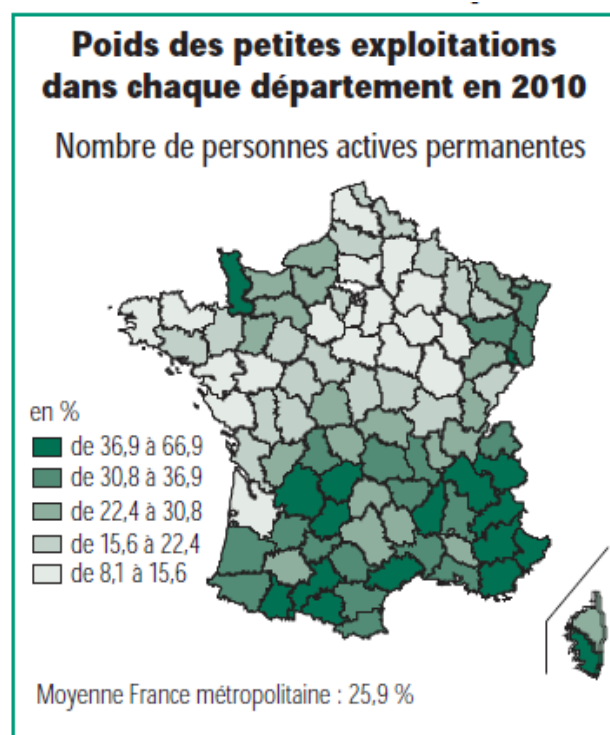 Poids des petites exploitations
dans chaque département en 2010
Nombre de personnes actives permanentes
en %
de 36,9 à 66,9
de 30,8 à 36,9
de 22,4 à 30,8
de 15,6 à 22,4
de 8,1 à 15,6
Moyenne France métropolitaine : 25,9 %